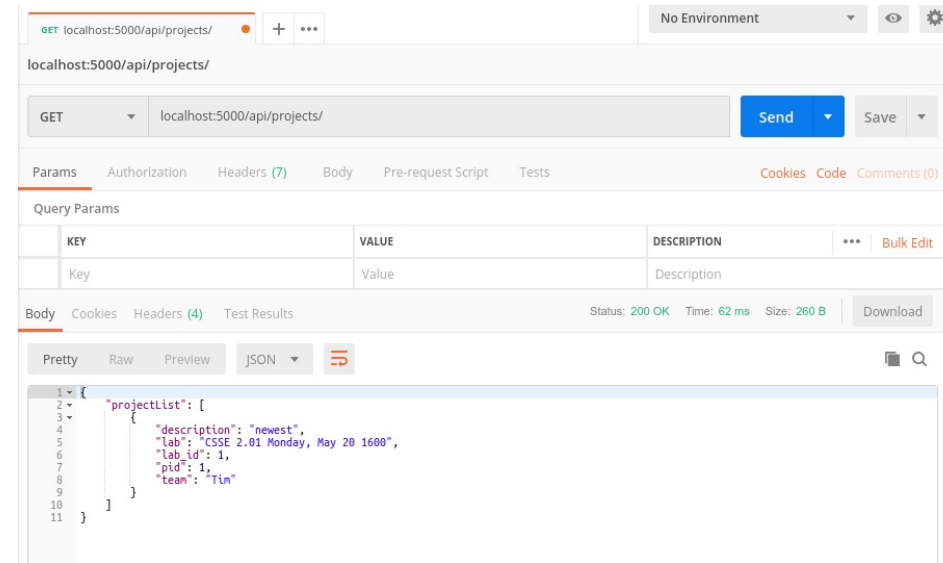 GET localhost:5000/api/projects/ + ••• No Environment
localhost:5000/api/projects/
GET localhost:5000/api/projects/ Send Save
Params Authorization Headers (7) Body Pre-request Script Tests Cookies Code Comments (0)
Query Params
KEY VALUE DESCRIPTION ••• Bulk Edit
Key Value Description
Body Cookies Headers (4) Test Results Status: 200 OK Time: 62 ms Size: 260 B Download
Pretty Raw Preview JSON
1 {
2 "projectList": [
3 {
4 "description": "newest",
5 "lab": "CSSE 2.01 Monday, May 20 1600",
6 "lab_id": 1,
7 "pid": 1,
8 "team": "Tim"
9 }
10 ]
11 }